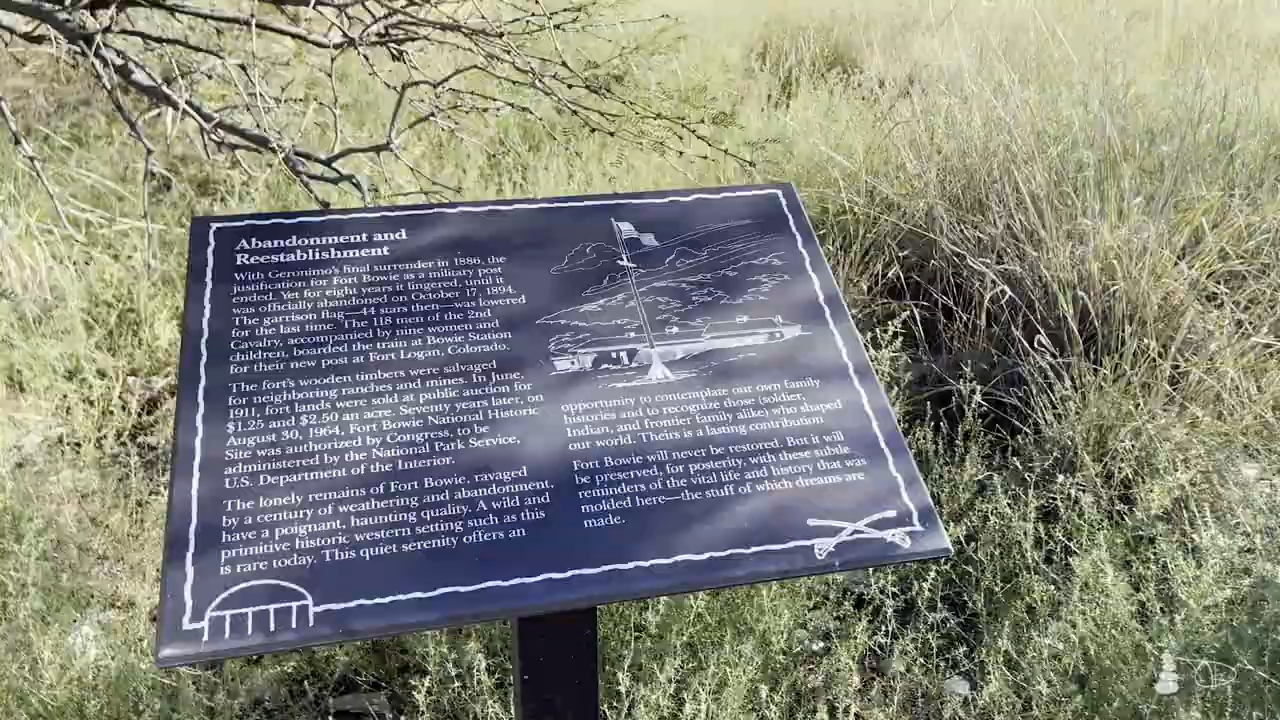 Abandonment and
Reestablishment
With Geronimo's final surrender in 1886, the
justification for Fort Bowie as a military post
ended. Yet for eight years it lingered, until it
was officially abandoned on October 17, 1894.
The garrison flag—44 stars then—was lowered
for the last time. The 118 men of the 2nd
Cavalry, accompanied by nine women and
children, boarded the train at Bowie Station
for their new post at Fort Logan, Colorado.
The fort's wooden timbers were salvaged
for neighboring ranches and mines. In June,
1911, fort lands were sold at public auction for
$1.25 and $2.50 an acre. Seventy years later, on
August 30, 1964, Fort Bowie National Historic
Site was authorized by Congress, to be
administered by the National Park Service,
U.S. Department of the Interior.
The lonely remains of Fort Bowie, ravaged
by a century of weathering and abandonment,
have a poignant, haunting quality. A wild and
primitive historic western setting such as this
is rare today. This quiet serenity offers an
opportunity to contemplate our own family
histories and to recognize those (soldier,
Indian, and frontier family alike) who shaped
our world. Theirs is a lasting contribution
Fort Bowie will never be restored. But it will
be preserved, for posterity, with these subtle
reminders of the vital life and history that was
molded here—the stuff of which dreams are
made.